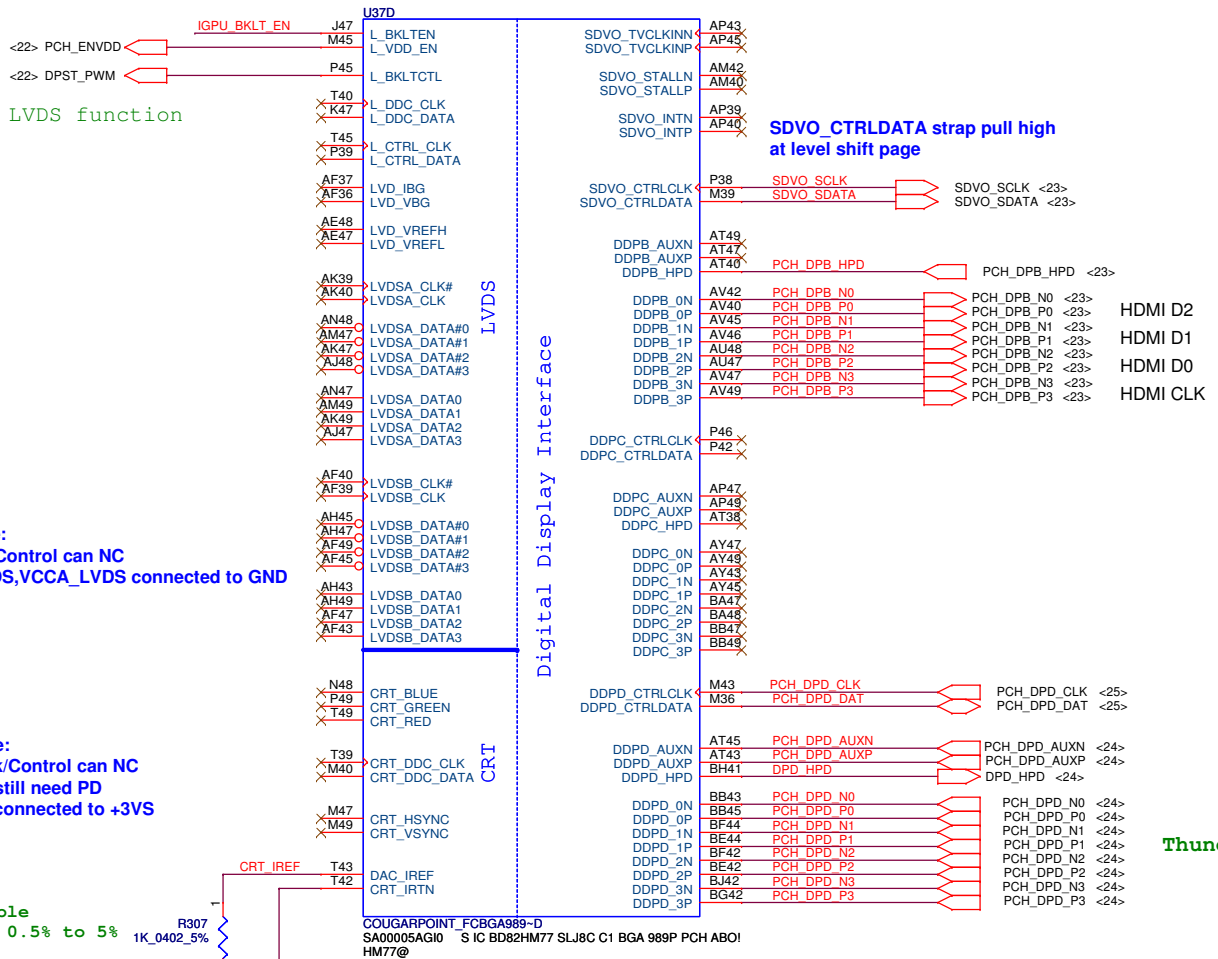 U37D
IGPU_BKLT_EN J47 L_BKLTEN
<22> PCH_ENVDD M45 L_VDD_EN
<22> DPST_PWM P45 L_BKLTCTL
LVDS function
T40 L_DDC_CLK
K47 L_DDC_DATA
T45 L_CTRL_CLK
P39 L_CTRL_DATA
AF37 LVD_IBG
AF36 LVD_VBG
AE48 LVD_VREFH
AE47 LVD_VREFL
AK39 LVDSA_CLK#
AK40 LVDSA_CLK
AN48 LVDSA_DATA#0
AM47 LVDSA_DATA#1
AK47 LVDSA_DATA#2
AJ48 LVDSA_DATA#3
AN47 LVDSA_DATA0
AM49 LVDSA_DATA1
AK49 LVDSA_DATA2
AJ47 LVDSA_DATA3
AF40 LVDSB_CLK#
AF39 LVDSB_CLK
AH45 LVDSB_DATA#0
AH47 LVDSB_DATA#1
AF49 LVDSB_DATA#2
AF45 LVDSB_DATA#3
AH43 LVDSB_DATA0
AH49 LVDSB_DATA1
AF47 LVDSB_DATA2
AF43 LVDSB_DATA3
LVDS
:
Control can NC
S,VCCA_LVDS connected to GND
N48 CRT_BLUE
P49 CRT_GREEN
T49 CRT_RED
T39 CRT_DDC_CLK
M40 CRT_DDC_DATA
CRT
M47 CRT_HSYNC
M49 CRT_VSYNC
CRT_IREF T43 DAC_IREF
T42 CRT_IRTN
e:
/Control can NC
still need PD
connected to +3VS
ble
0.5% to 5%
1
R307
1K_0402_5%
Digital Display Interface
SDVO_TVCLKINN AP43
SDVO_TVCLKINP AP45
SDVO_STALLN AM42
SDVO_STALLP AM40
SDVO_INTN AP39
SDVO_INTP AP40
SDVO_CTRLDATA strap pull high
at level shift page
SDVO_CTRLCLK P38 SDVO_SCLK SDVO_SCLK <23>
SDVO_CTRLDATA M39 SDVO_SDATA SDVO_SDATA <23>
DDPB_AUXN AT49
DDPB_AUXP AT47
DDPB_HPD AT40 PCH_DPB_HPD PCH_DPB_HPD <23>
DDPB_0N AV42 PCH_DPB_N0 PCH_DPB_N0 <23>
DDPB_0P AV40 PCH_DPB_P0 PCH_DPB_P0 <23> HDMI D2
DDPB_1N AV45 PCH_DPB_N1 PCH_DPB_N1 <23>
DDPB_1P AV46 PCH_DPB_P1 PCH_DPB_P1 <23> HDMI D1
DDPB_2N AU48 PCH_DPB_N2 PCH_DPB_N2 <23>
DDPB_2P AU47 PCH_DPB_P2 PCH_DPB_P2 <23> HDMI D0
DDPB_3N AV47 PCH_DPB_N3 PCH_DPB_N3 <23>
DDPB_3P AV49 PCH_DPB_P3 PCH_DPB_P3 <23> HDMI CLK
DDPC_CTRLCLK P46
DDPC_CTRLDATA P42
DDPC_AUXN AP47
DDPC_AUXP AP49
DDPC_HPD AT38
DDPC_0N AY47
DDPC_0P AY49
DDPC_1N AY43
DDPC_1P AY45
DDPC_2N BA47
DDPC_2P BA48
DDPC_3N BB47
DDPC_3P BB49
DDPD_CTRLCLK M43 PCH_DPD_CLK PCH_DPD_CLK <25>
DDPD_CTRLDATA M36 PCH_DPD_DAT PCH_DPD_DAT <25>
DDPD_AUXN AT45 PCH_DPD_AUXN PCH_DPD_AUXN <24>
DDPD_AUXP AT43 PCH_DPD_AUXP PCH_DPD_AUXP <24>
DDPD_HPD BH41 DPD_HPD DPD_HPD <24>
DDPD_0N BB43 PCH_DPD_N0 PCH_DPD_N0 <24>
DDPD_0P BB45 PCH_DPD_P0 PCH_DPD_P0 <24>
DDPD_1N BF44 PCH_DPD_N1 PCH_DPD_N1 <24>
DDPD_1P BE44 PCH_DPD_P1 PCH_DPD_P1 <24>
DDPD_2N BF42 PCH_DPD_N2 PCH_DPD_N2 <24>
DDPD_2P BE42 PCH_DPD_P2 PCH_DPD_P2 <24>
DDPD_3N BJ42 PCH_DPD_N3 PCH_DPD_N3 <24>
DDPD_3P BG42 PCH_DPD_P3 PCH_DPD_P3 <24>
Thun
COUGARPOINT_FCBGA989~D
SA00005AGI0 S IC BD82HM77 SLJ8C C1 BGA 989P PCH ABO!
HM77@